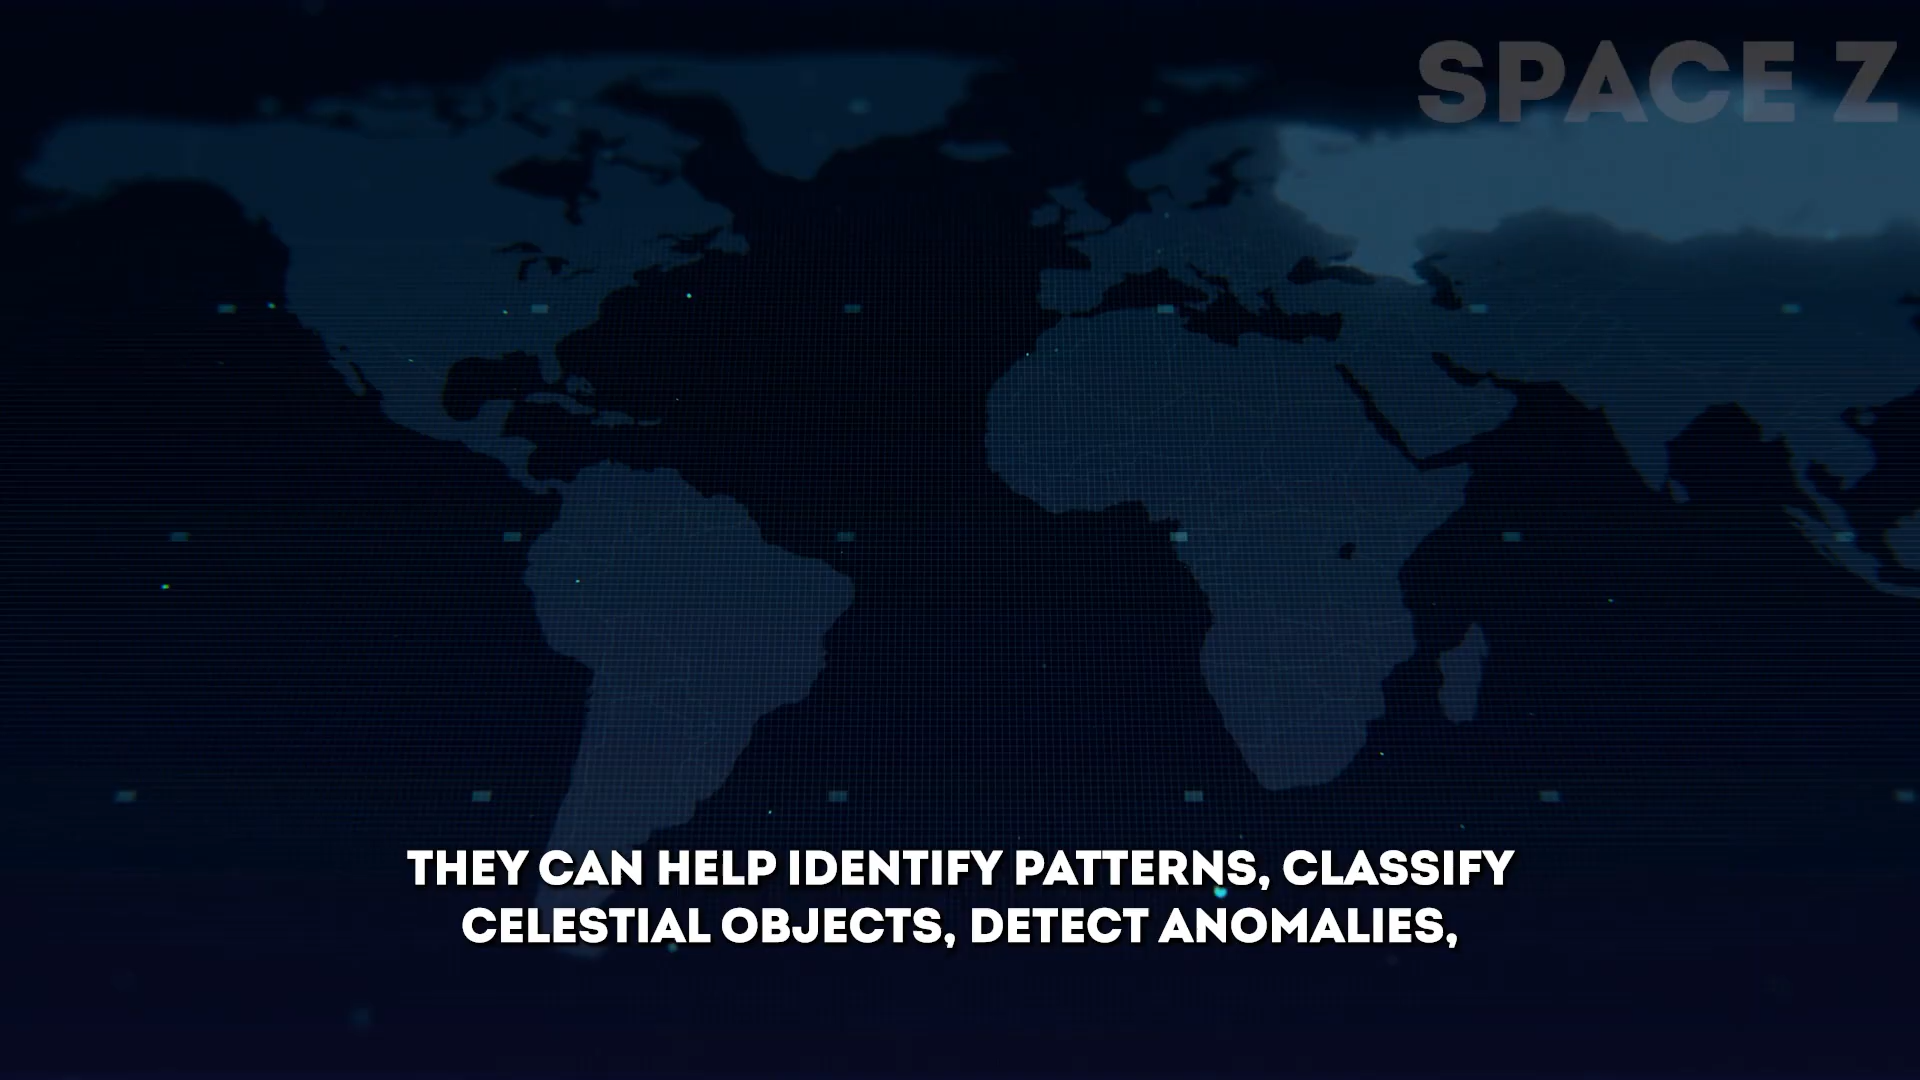 SPACE Z
THEY CAN HELP IDENTIFY PATTERNS, CLASSIFY
CELESTIAL OBJECTS, DETECT ANOMALIES,